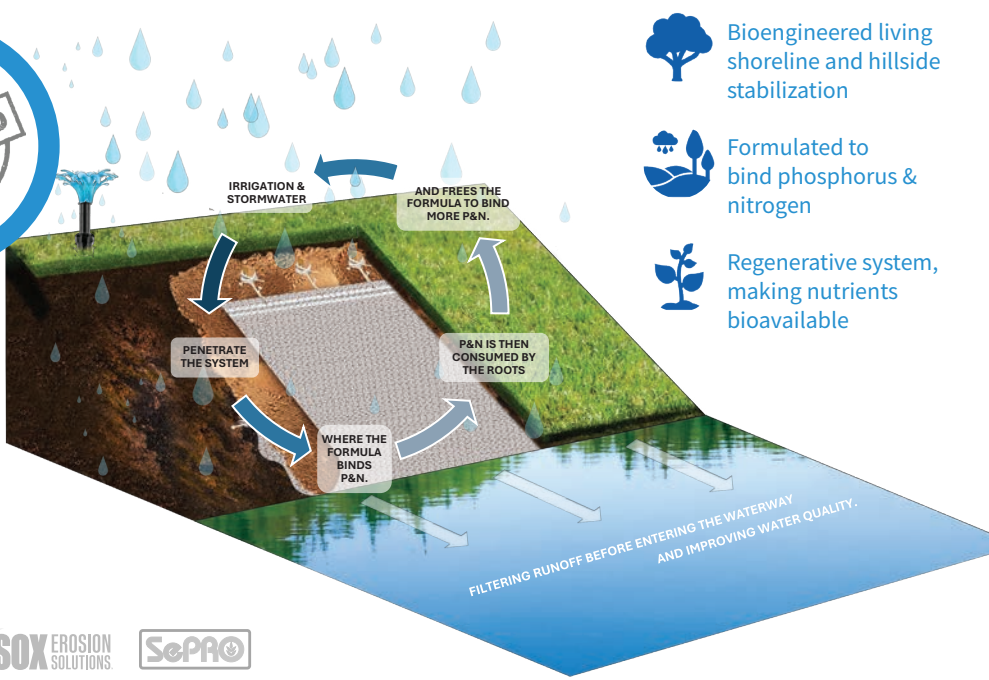 Bioengineered living
shoreline and hillside
stabilization
Formulated to
bind phosphorus &
nitrogen
Regenerative system,
making nutrients
bioavailable
IRRIGATION &
STORMWATER
PENETRATE
THE SYSTEM
WHERE THE
FORMULA
BINDS
P&N.
P&N IS THEN
CONSUMED BY
THE ROOTS
AND FREES THE
FORMULA TO BIND
MORE P&N.
FILTERING RUNOFF BEFORE ENTERING THE WATERWAY
AND IMPROVING WATER QUALITY.
SOX EROSION
SOLUTIONS.
SePRO